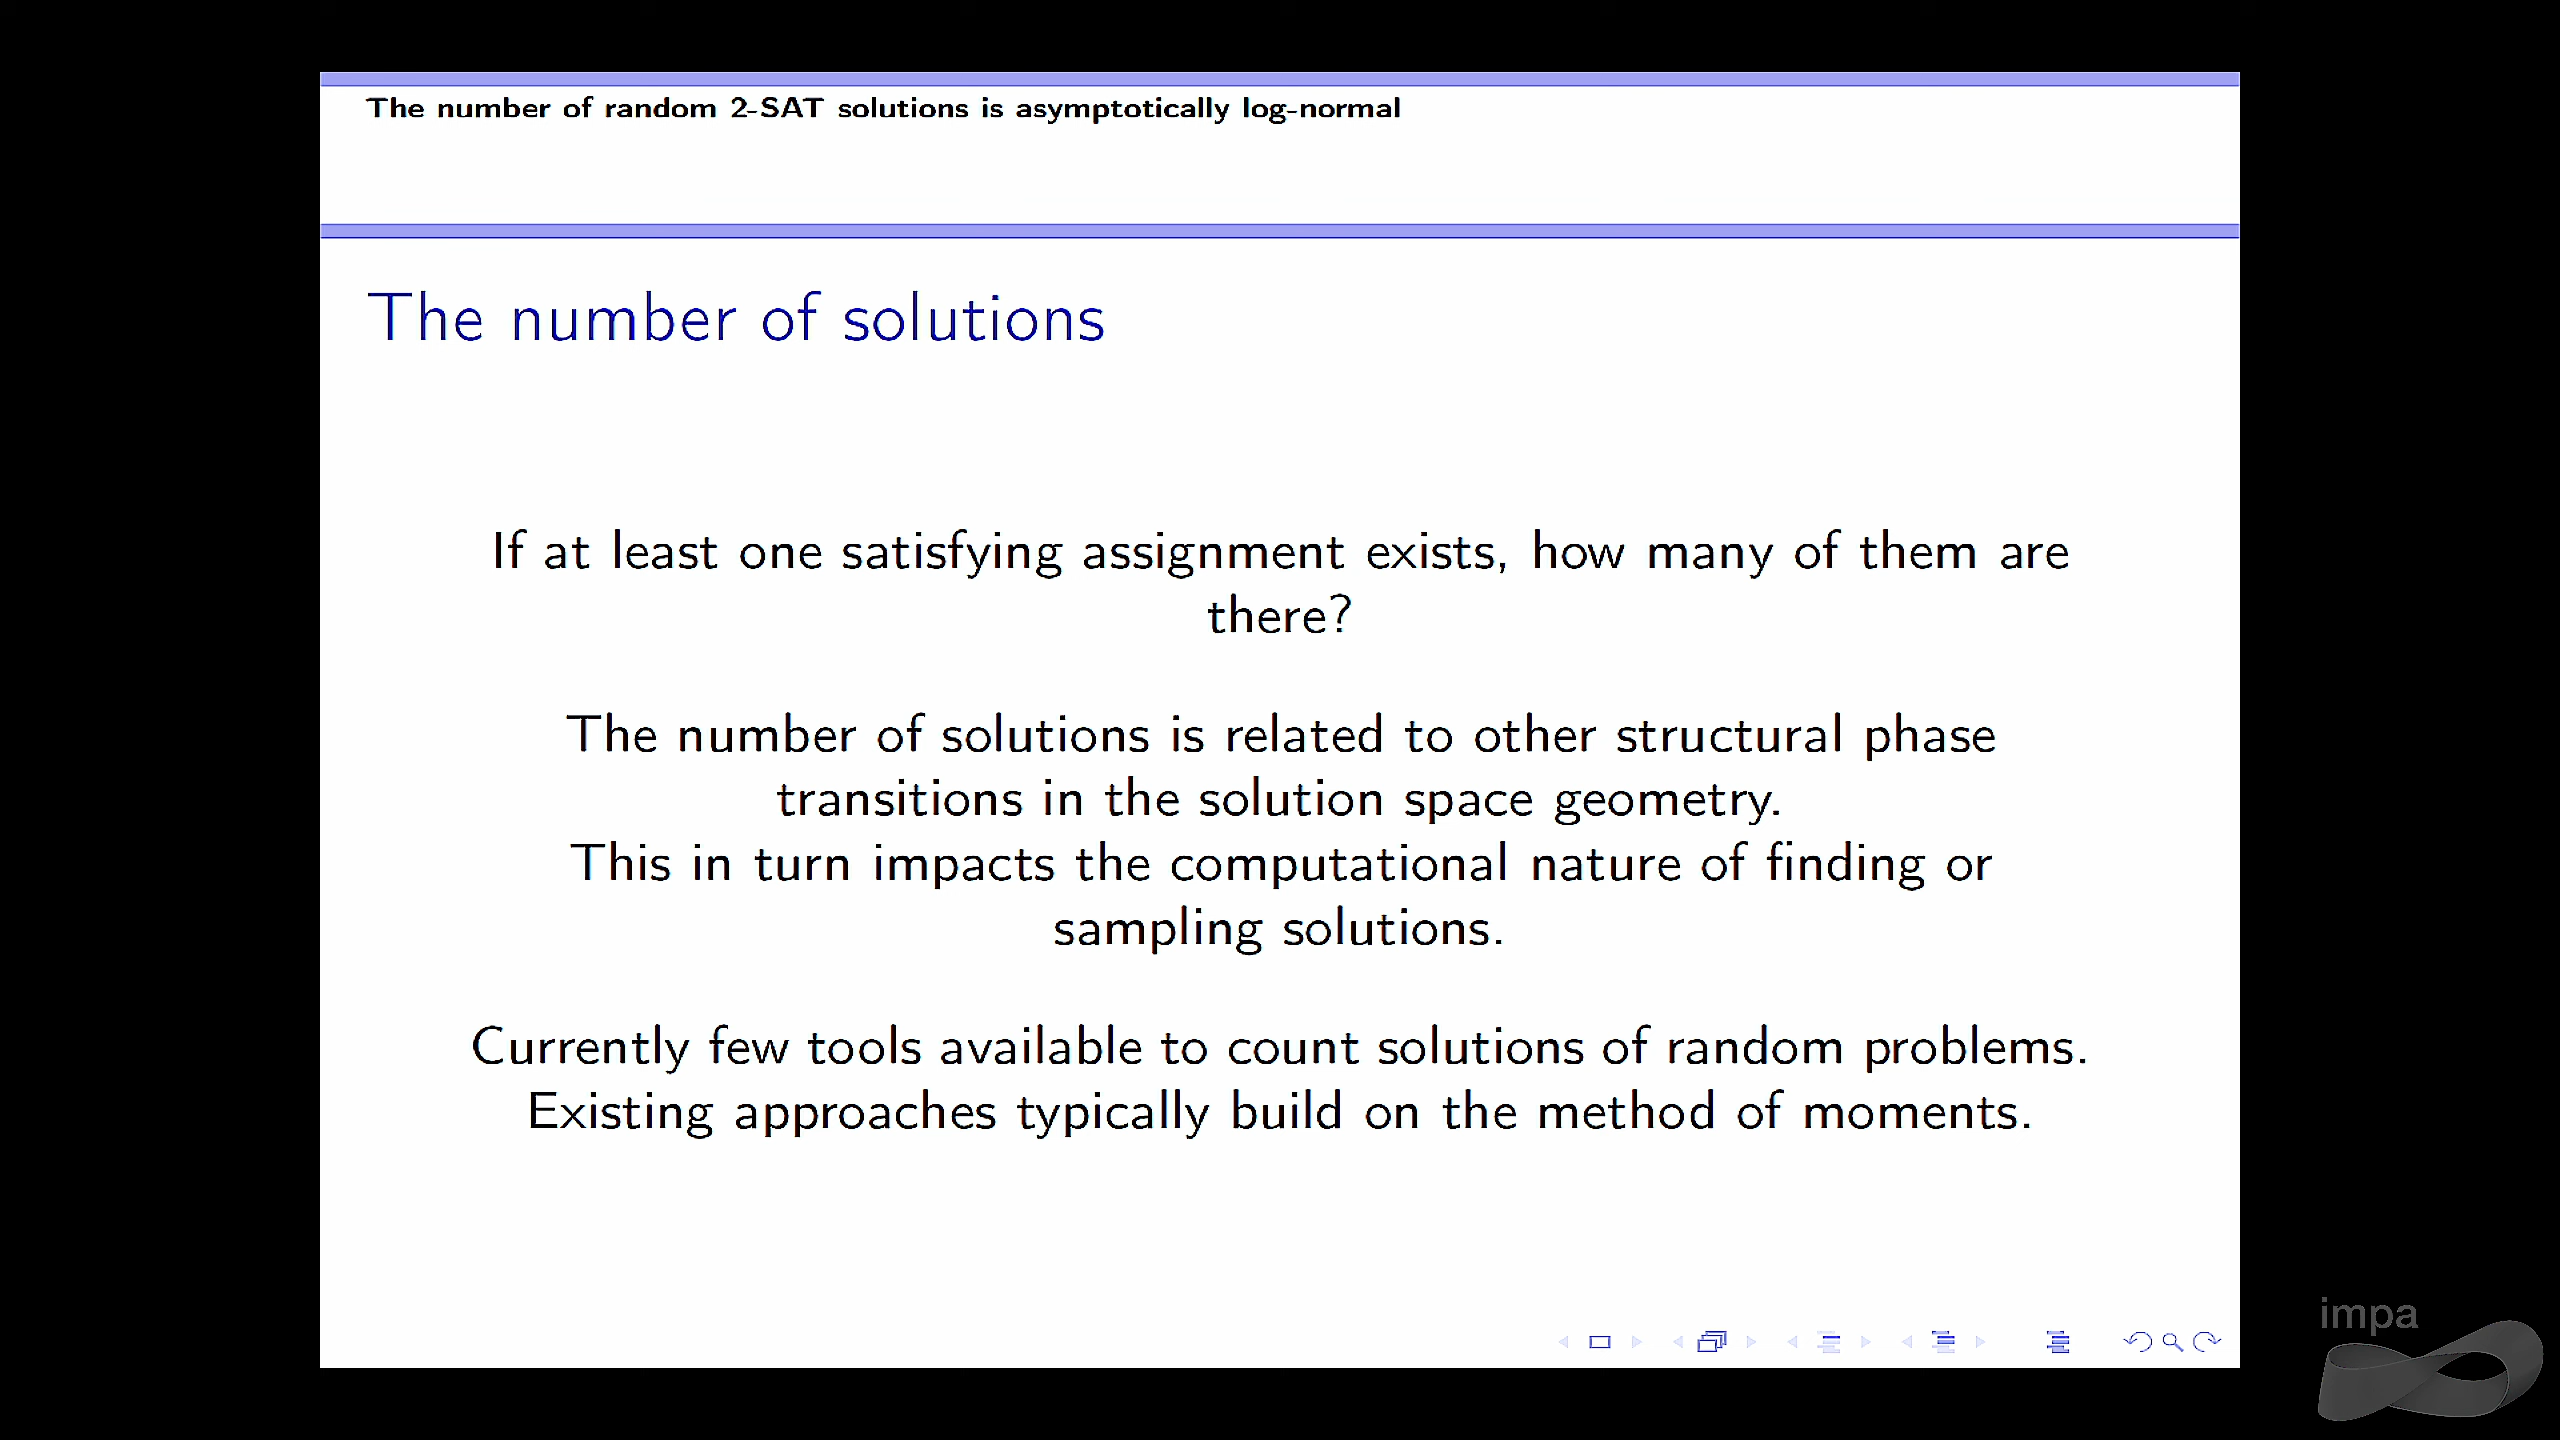 The number of random 2-SAT solutions is asymptotically log-normal
The number of solutions
If at least one satisfying assignment exists, how many of them are
there?
The number of solutions is related to other structural phase
transitions in the solution space geometry.
This in turn impacts the computational nature of finding or
sampling solutions.
Currently few tools available to count solutions of random problems.
Existing approaches typically build on the method of moments.
impa